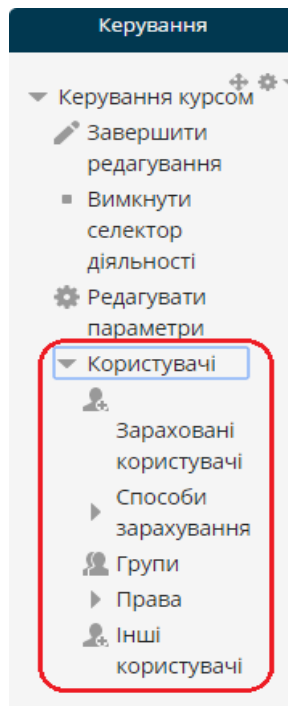 Керування
Керування курсом
Завершити
редагування
Вимкнути
селектор
діяльності
Редагувати
параметри
Користувачі
Зараховані
користувачі
Способи
зарахування
Групи
Права
Інші
користувачі